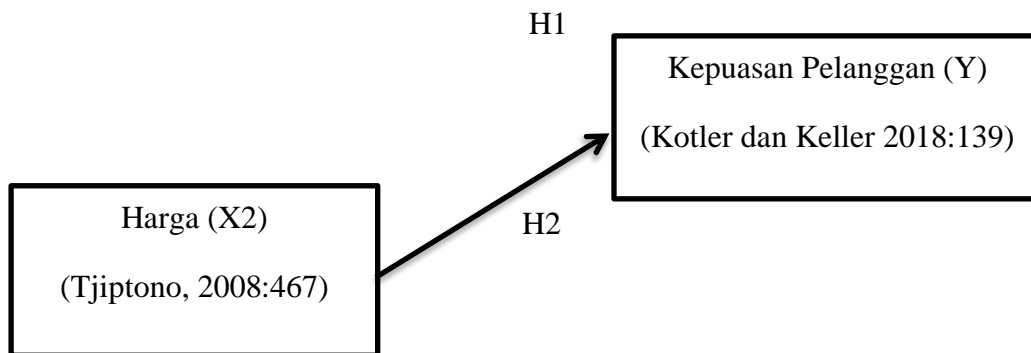 H1
Kepuasan Pelanggan (Y)
(Kotler dan Keller 2018:139)
Harga (X2)
(Tjiptono, 2008:467)
H2